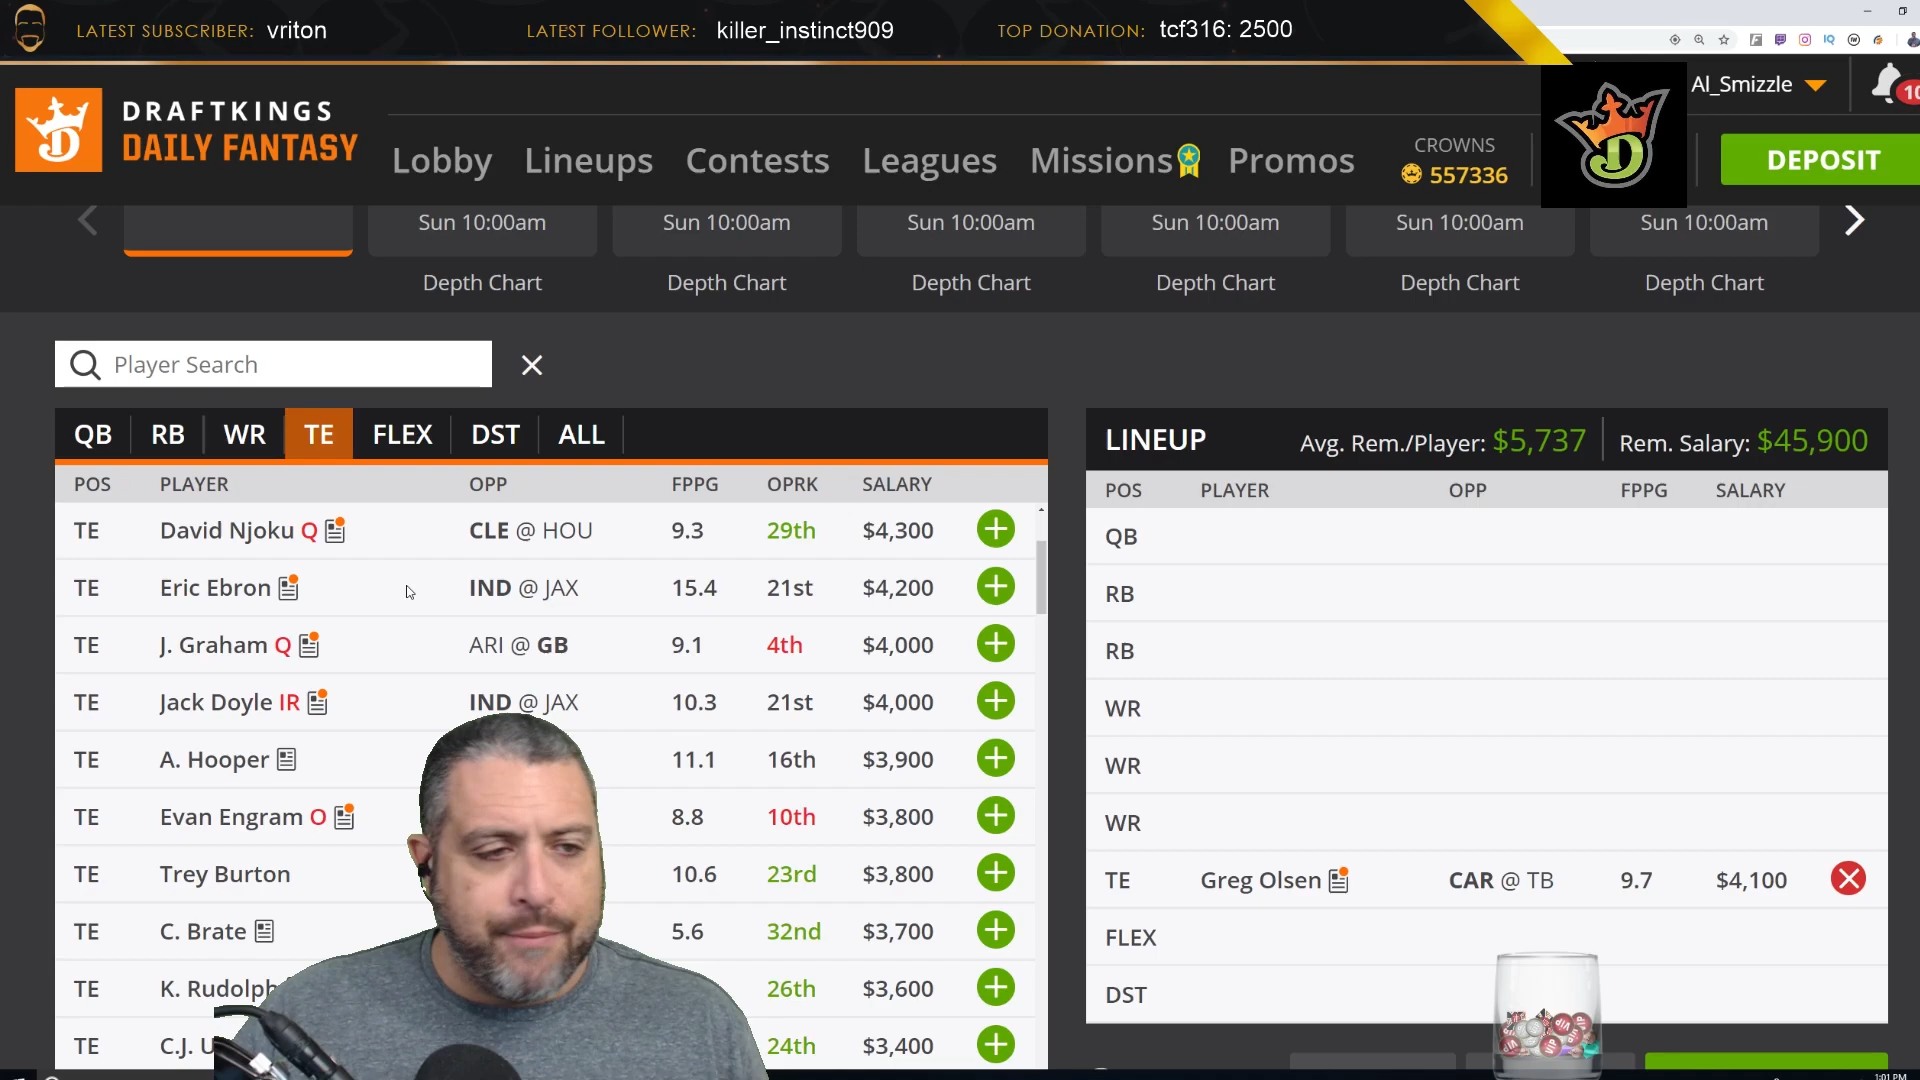 LATEST SUBSCRIBER: vriton
LATEST FOLLOWER: killer_instinct909
TOP DONATION: tcf316: 2500
DRAFTKINGS
DAILY FANTASY
Lobby Lineups Contests Leagues Missions Promos
CROWNS
557336
Al_Smizzle
10
DEPOSIT
Sun 10:00am Sun 10:00am Sun 10:00am Sun 10:00am Sun 10:00am Sun 10:00am
Depth Chart Depth Chart Depth Chart Depth Chart Depth Chart Depth Chart
Player Search
QB RB WR TE FLEX DST ALL
POS PLAYER OPP FPPG OPRK SALARY
TE David Njoku Q CLE @ HOU 9.3 29th $4,300
TE Eric Ebron IND @ JAX 15.4 21st $4,200
TE J. Graham Q ARI @ GB 9.1 4th $4,000
TE Jack Doyle IR IND @ JAX 10.3 21st $4,000
TE A. Hooper 11.1 16th $3,900
TE Evan Engram O 8.8 10th $3,800
TE Trey Burton 10.6 23rd $3,800
TE C. Brate 5.6 32nd $3,700
TE K. Rudolph 26th $3,600
TE C.J. U 24th $3,400
LINEUP Avg. Rem./Player: $5,737 Rem. Salary: $45,900
POS PLAYER OPP FPPG SALARY
QB
RB
RB
WR
WR
WR
TE Greg Olsen CAR @ TB 9.7 $4,100
FLEX
DST
1:01 PM